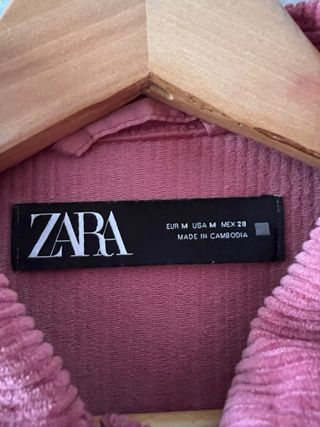 ZARA
EUR M USA M MEX 28
MADE IN CAMBODIA